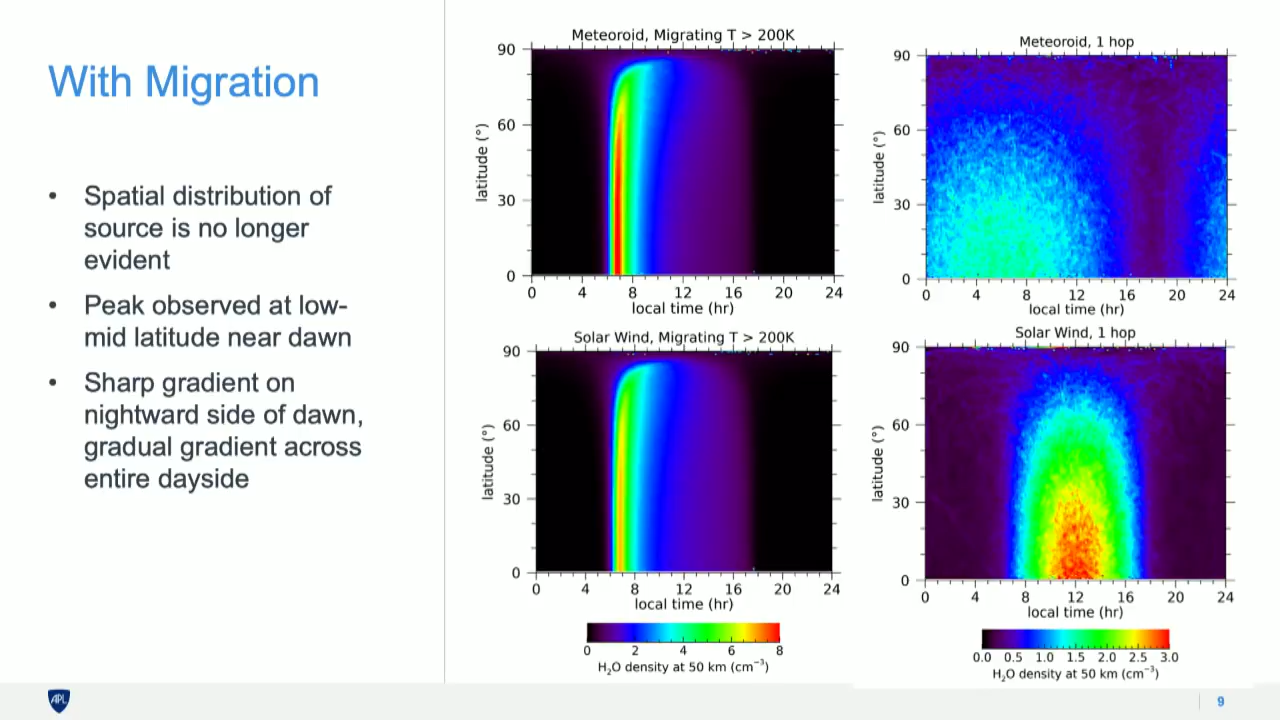 With Migration
• Spatial distribution of
source is no longer
evident
• Peak observed at low-
mid latitude near dawn
• Sharp gradient on
nightward side of dawn,
gradual gradient across
entire dayside
Meteoroid, Migrating T > 200K
90
60
30
0
latitude (°)
0 4 8 12 16 20 24
local time (hr)
Meteoroid, 1 hop
90
60
30
0
latitude (°)
0 4 8 12 16 20 24
local time (hr)
Solar Wind, Migrating T > 200K
90
60
30
0
latitude (°)
0 4 8 12 16 20 24
local time (hr)
Solar Wind, 1 hop
90
60
30
0
latitude (°)
0 4 8 12 16 20 24
local time (hr)
0 2 4 6 8
H₂O density at 50 km (cm⁻³)
0.0 0.5 1.0 1.5 2.0 2.5 3.0
H₂O density at 50 km (cm⁻³)
APL
9